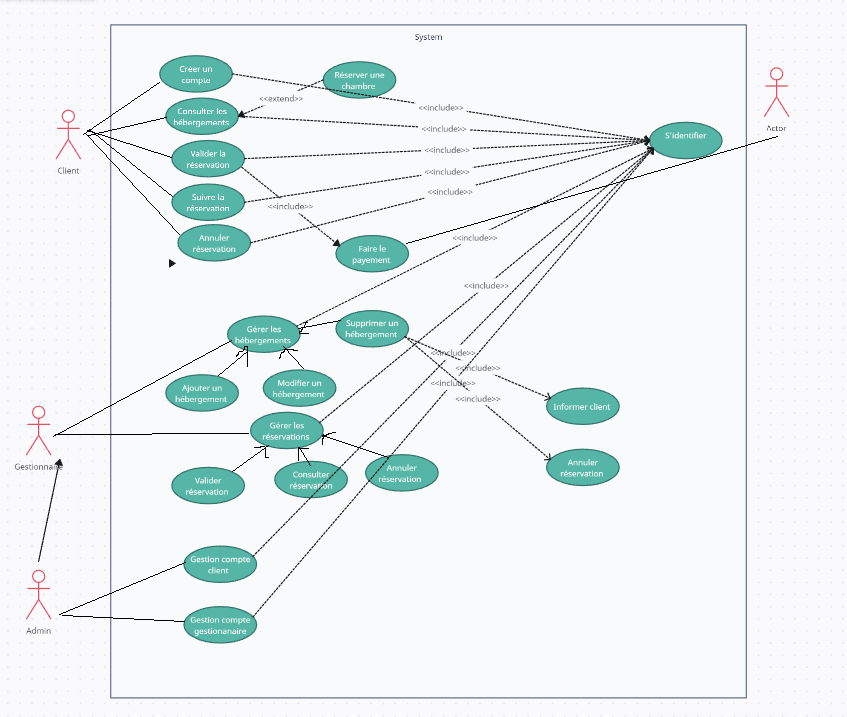 System
Créer un
compte
Réserver une
chambre
<<extend>>
<<include>>
Consulter les
hébergements
<<include>>
Actor
S'identifier
Client
Valider la
réservation
<<include>>
<<include>>
<<include>>
Suivre la
réservation
<<include>>
Annuler
réservation
<<include>>
Faire le
payement
<<include>>
Gérer les
hébergements
Supprimer un
hébergement
<<include>>
<<include>>
<<include>>
<<include>>
Ajouter un
hébergement
Modifier un
hébergement
Informer client
Gérer les
réservations
Gestionnaire
Valider
réservation
Consulter
réservation
Annuler
réservation
Annuler
réservation
Gestion compte
client
Admin
Gestion compte
gestionanaire